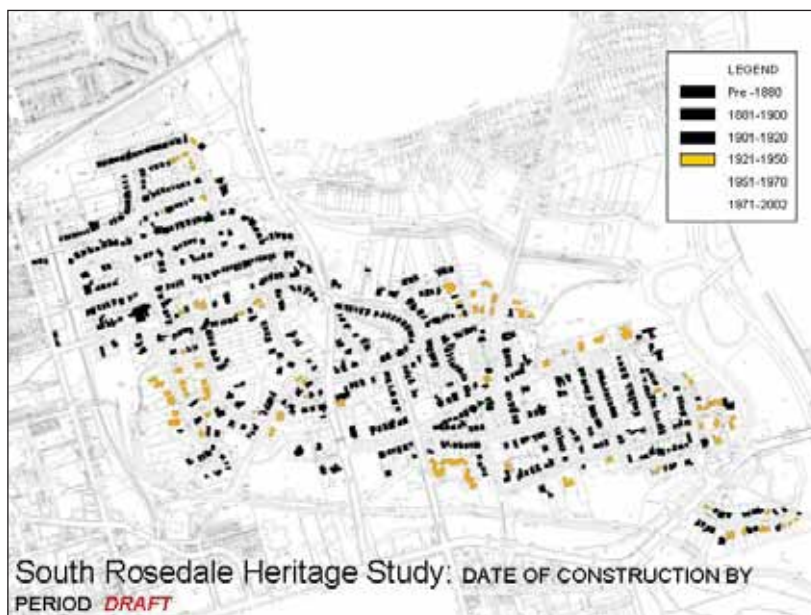 LEGEND
Pre -1880
1881-1900
1901-1920
1921-1950
1951-1970
1971-2002
South Rosedale Heritage Study: DATE OF CONSTRUCTION BY
PERIOD DRAFT